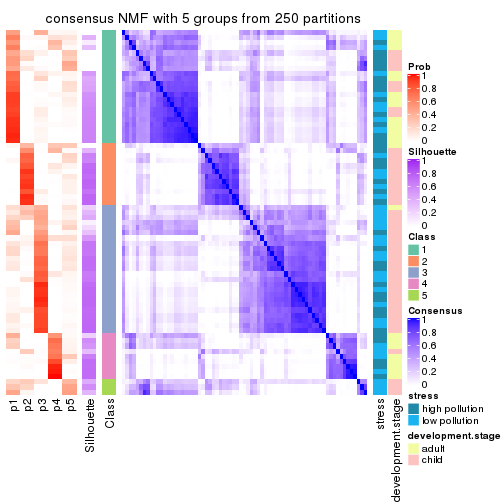 consensus NMF with 5 groups from 250 partitions
Prob
1
0.8
0.6
0.4
0.2
0
Silhouette
1
0.8
0.6
0.4
0.2
0
Class
1
2
3
4
5
Consensus
1
0.8
0.6
0.4
0.2
0
stress
high pollution
low pollution
development.stage
adult
child
p1
p2
p3
p4
p5
Silhouette
Class
stress
development.stage